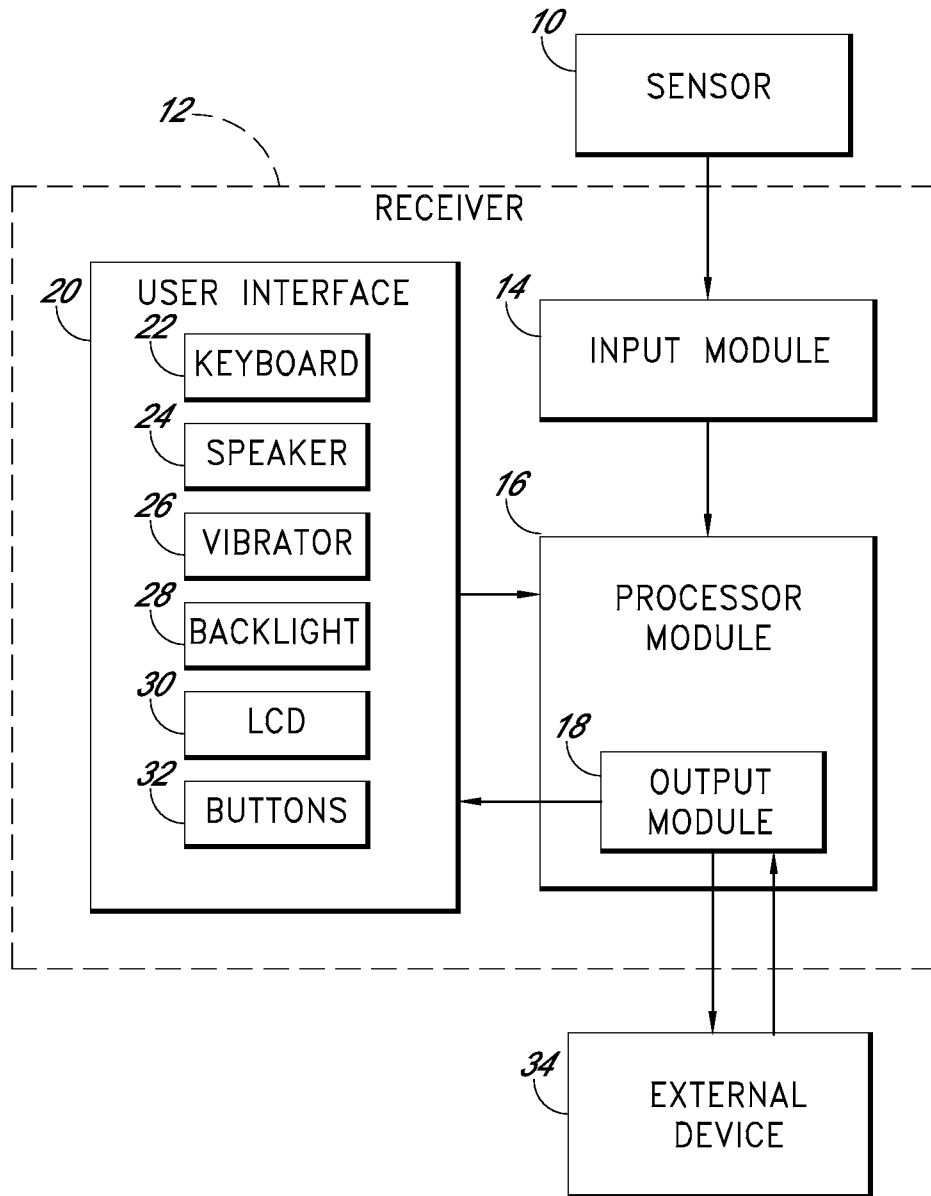 10
SENSOR
12
RECEIVER
20
USER INTERFACE
22
KEYBOARD
24
SPEAKER
26
VIBRATOR
28
BACKLIGHT
30
LCD
32
BUTTONS
14
INPUT MODULE
16
PROCESSOR
MODULE
18
OUTPUT
MODULE
34
EXTERNAL
DEVICE